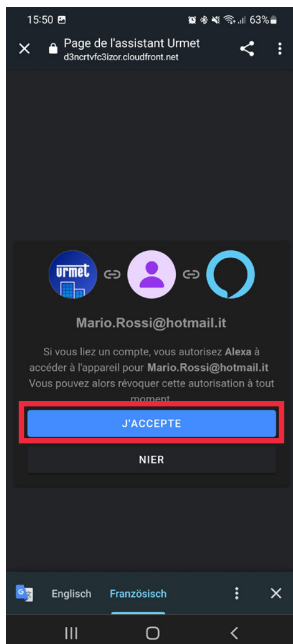 15:50 63%
Page de l'assistant Urmet
d3ncrtvfc3izor.cloudfront.net
urmet
Mario.Rossi@hotmail.it
Si vous liez un compte, vous autorisez Alexa à
accéder à l'appareil pour Mario.Rossi@hotmail.it
Vous pouvez alors révoquer cette autorisation à tout
moment
J'ACCEPTE
NIER
Englisch Französisch